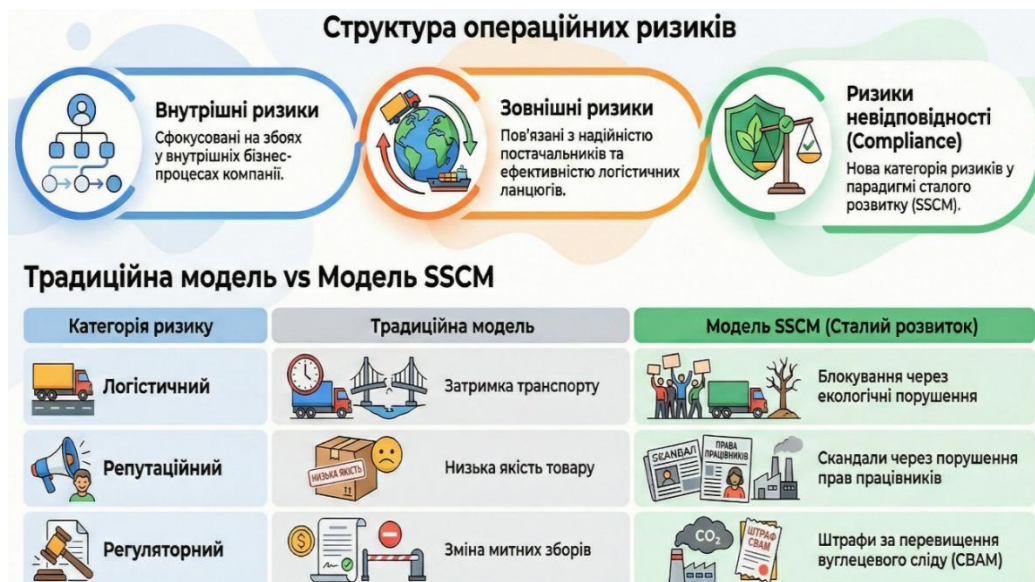 Структура операційних ризиків
Внутрішні ризики
Сфокусовані на збоях
у внутрішніх бізнес-
процесах компанії.
Зовнішні ризики
Пов'язані з надійністю
постачальників та
ефективністю логістичних
ланцюгів.
Ризики
невідповідності
(Compliance)
Нова категорія ризиків у
парадигмі сталого
розвитку (SSCM).
Традиційна модель vs Модель SSCM
Категорія ризику
Традиційна модель
Модель SSCM (Сталий розвиток)
Логістичний
Затримка транспорту
Блокування через
екологічні порушення
Репутаційний
НИЗЬКА ЯКІСТЬ
Низька якість товару
ПРАВА
ПРАЦІВНИКІВ
Скандали через порушення
прав працівників
Регуляторний
Зміна митних зборів
CO₂
ШТРАФ
CBAM
Штрафи за перевищення
вуглецевого сліду (CBAM)